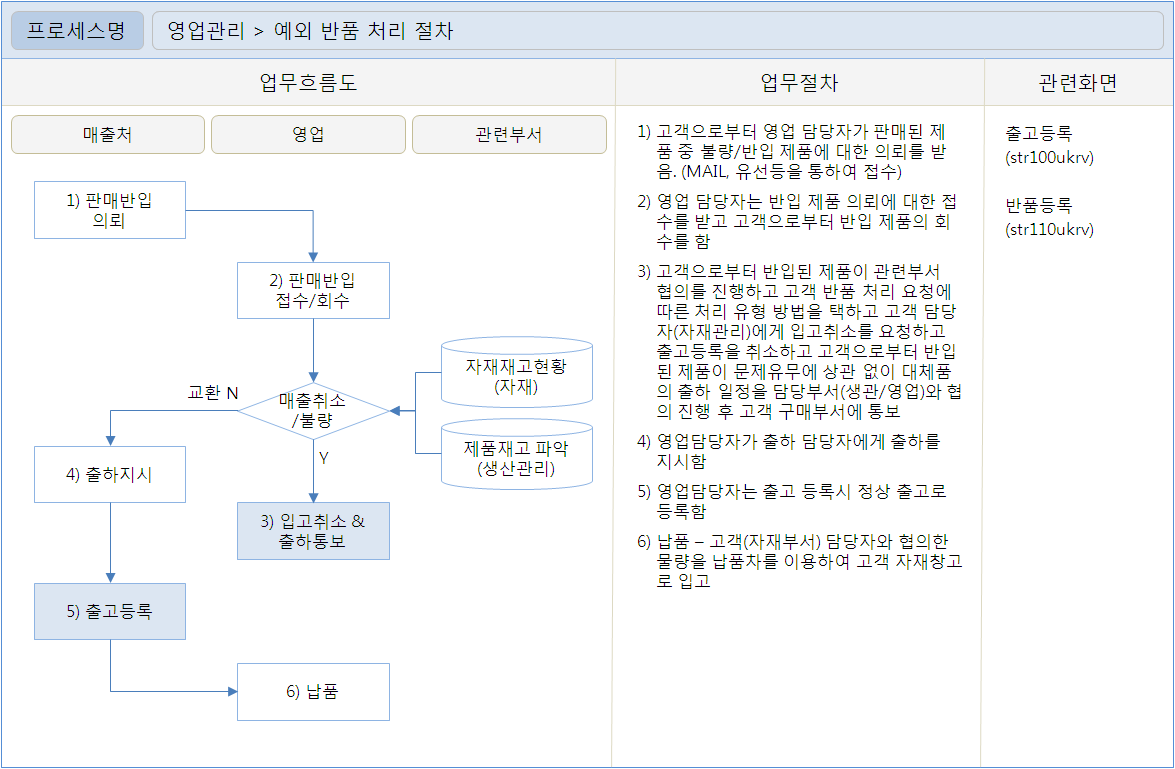 프로세스명
영업관리 > 예외 반품 처리 절차
업무흐름도
업무절차
관련화면
매출처
영업
관련부서
1) 판매반입
의뢰
2) 판매반입
접수/회수
자재재고현황
(자재)
교환 N
매출취소
/불량
제품재고 파악
(생산관리)
Y
4) 출하지시
3) 입고취소 &
출하통보
5) 출고등록
6) 납품
1) 고객으로부터 영업 담당자가 판매된 제
품 중 불량/반입 제품에 대한 의뢰를 받
음. (MAIL, 유선등을 통하여 접수)
2) 영업 담당자는 반입 제품 의뢰에 대한 접
수를 받고 고객으로부터 반입 제품의 회
수를 함
3) 고객으로부터 반입된 제품이 관련부서
협의를 진행하고 고객 반품 처리 요청에
따른 처리 유형 방법을 택하고 고객 담당
자(자재관리)에게 입고취소를 요청하고
출고등록을 취소하고 고객으로부터 반입
된 제품이 문제유무에 상관 없이 대체품
의 출하 일정을 담당부서(생관/영업)와 협
의 진행 후 고객 구매부서에 통보
4) 영업담당자가 출하 담당자에게 출하를
지시함
5) 영업담당자는 출고 등록시 정상 출고로
등록함
6) 납품 – 고객(자재부서) 담당자와 협의한
물량을 납품차를 이용하여 고객 자재창고
로 입고
출고등록
(str100ukrv)
반품등록
(str110ukrv)